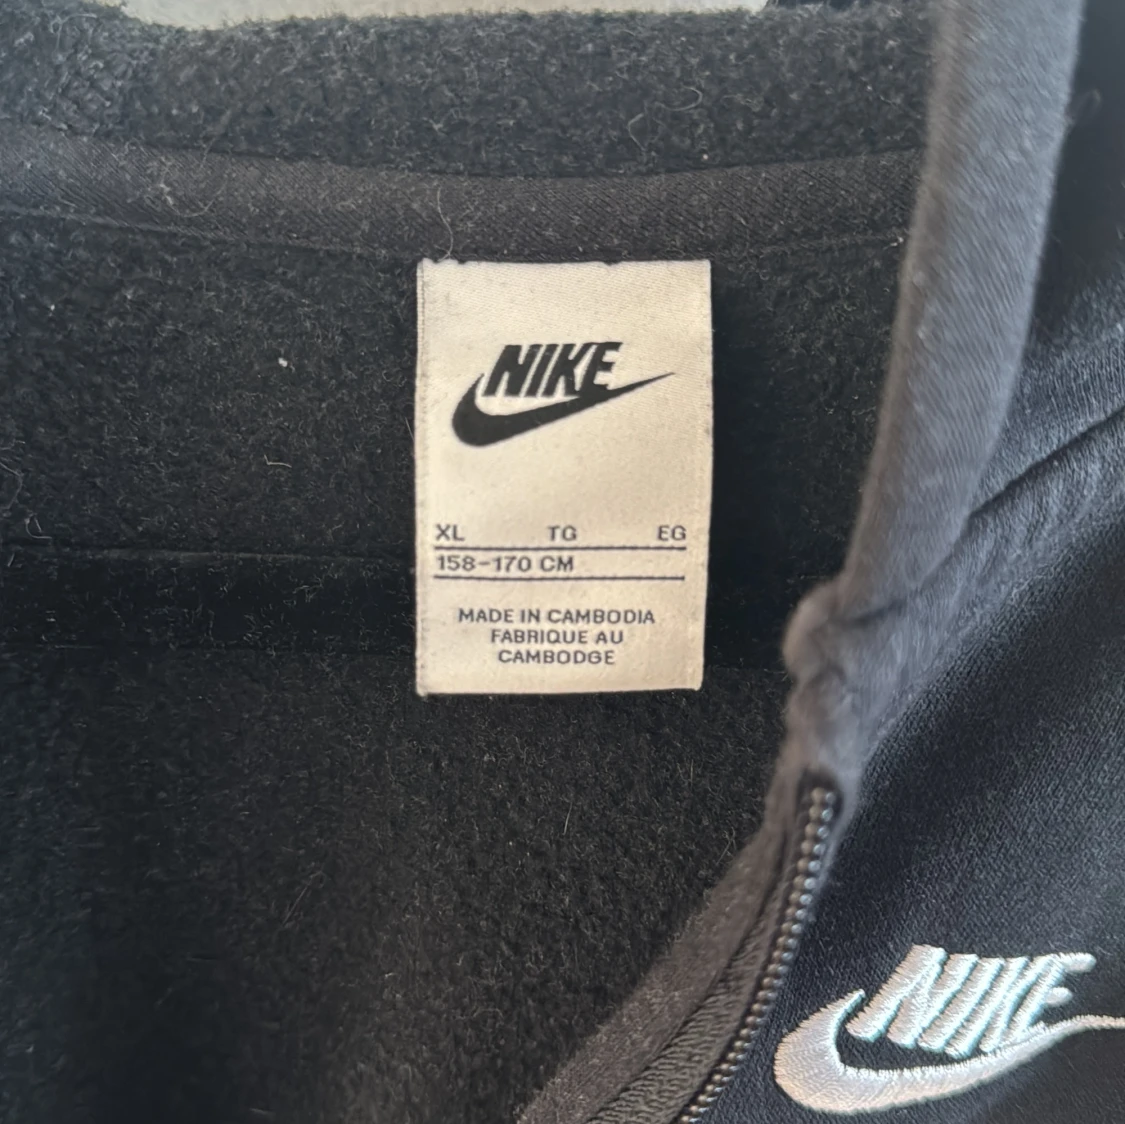 NIKE
XL TG EG
158-170 CM
MADE IN CAMBODIA
FABRIQUE AU
CAMBODGE
NIKE